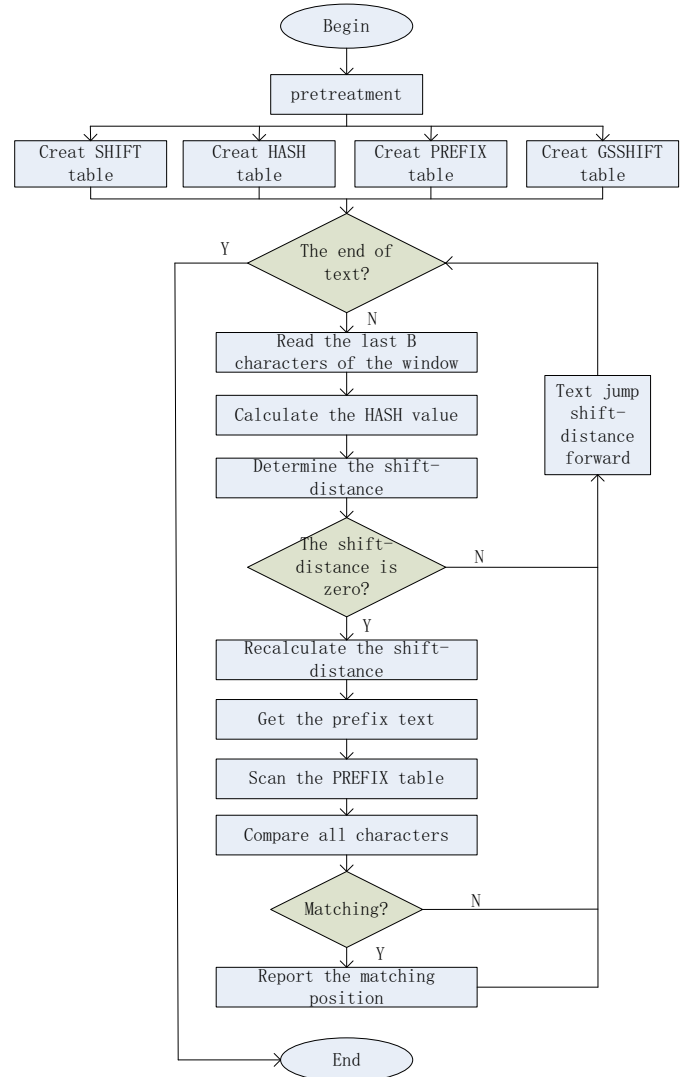 Begin
pretreatment
Creat SHIFT
table
Creat HASH
table
Creat PREFIX
table
Creat GSSHIFT
table
Y
The end of
text?
N
Read the last B
characters of the window
Text jump
shift-
distance
forward
Calculate the HASH value
Determine the shift-
distance
The shift-
distance is
zero?
N
Y
Recalculate the shift-
distance
Get the prefix text
Scan the PREFIX table
Compare all characters
Matching?
N
Y
Report the matching
position
End